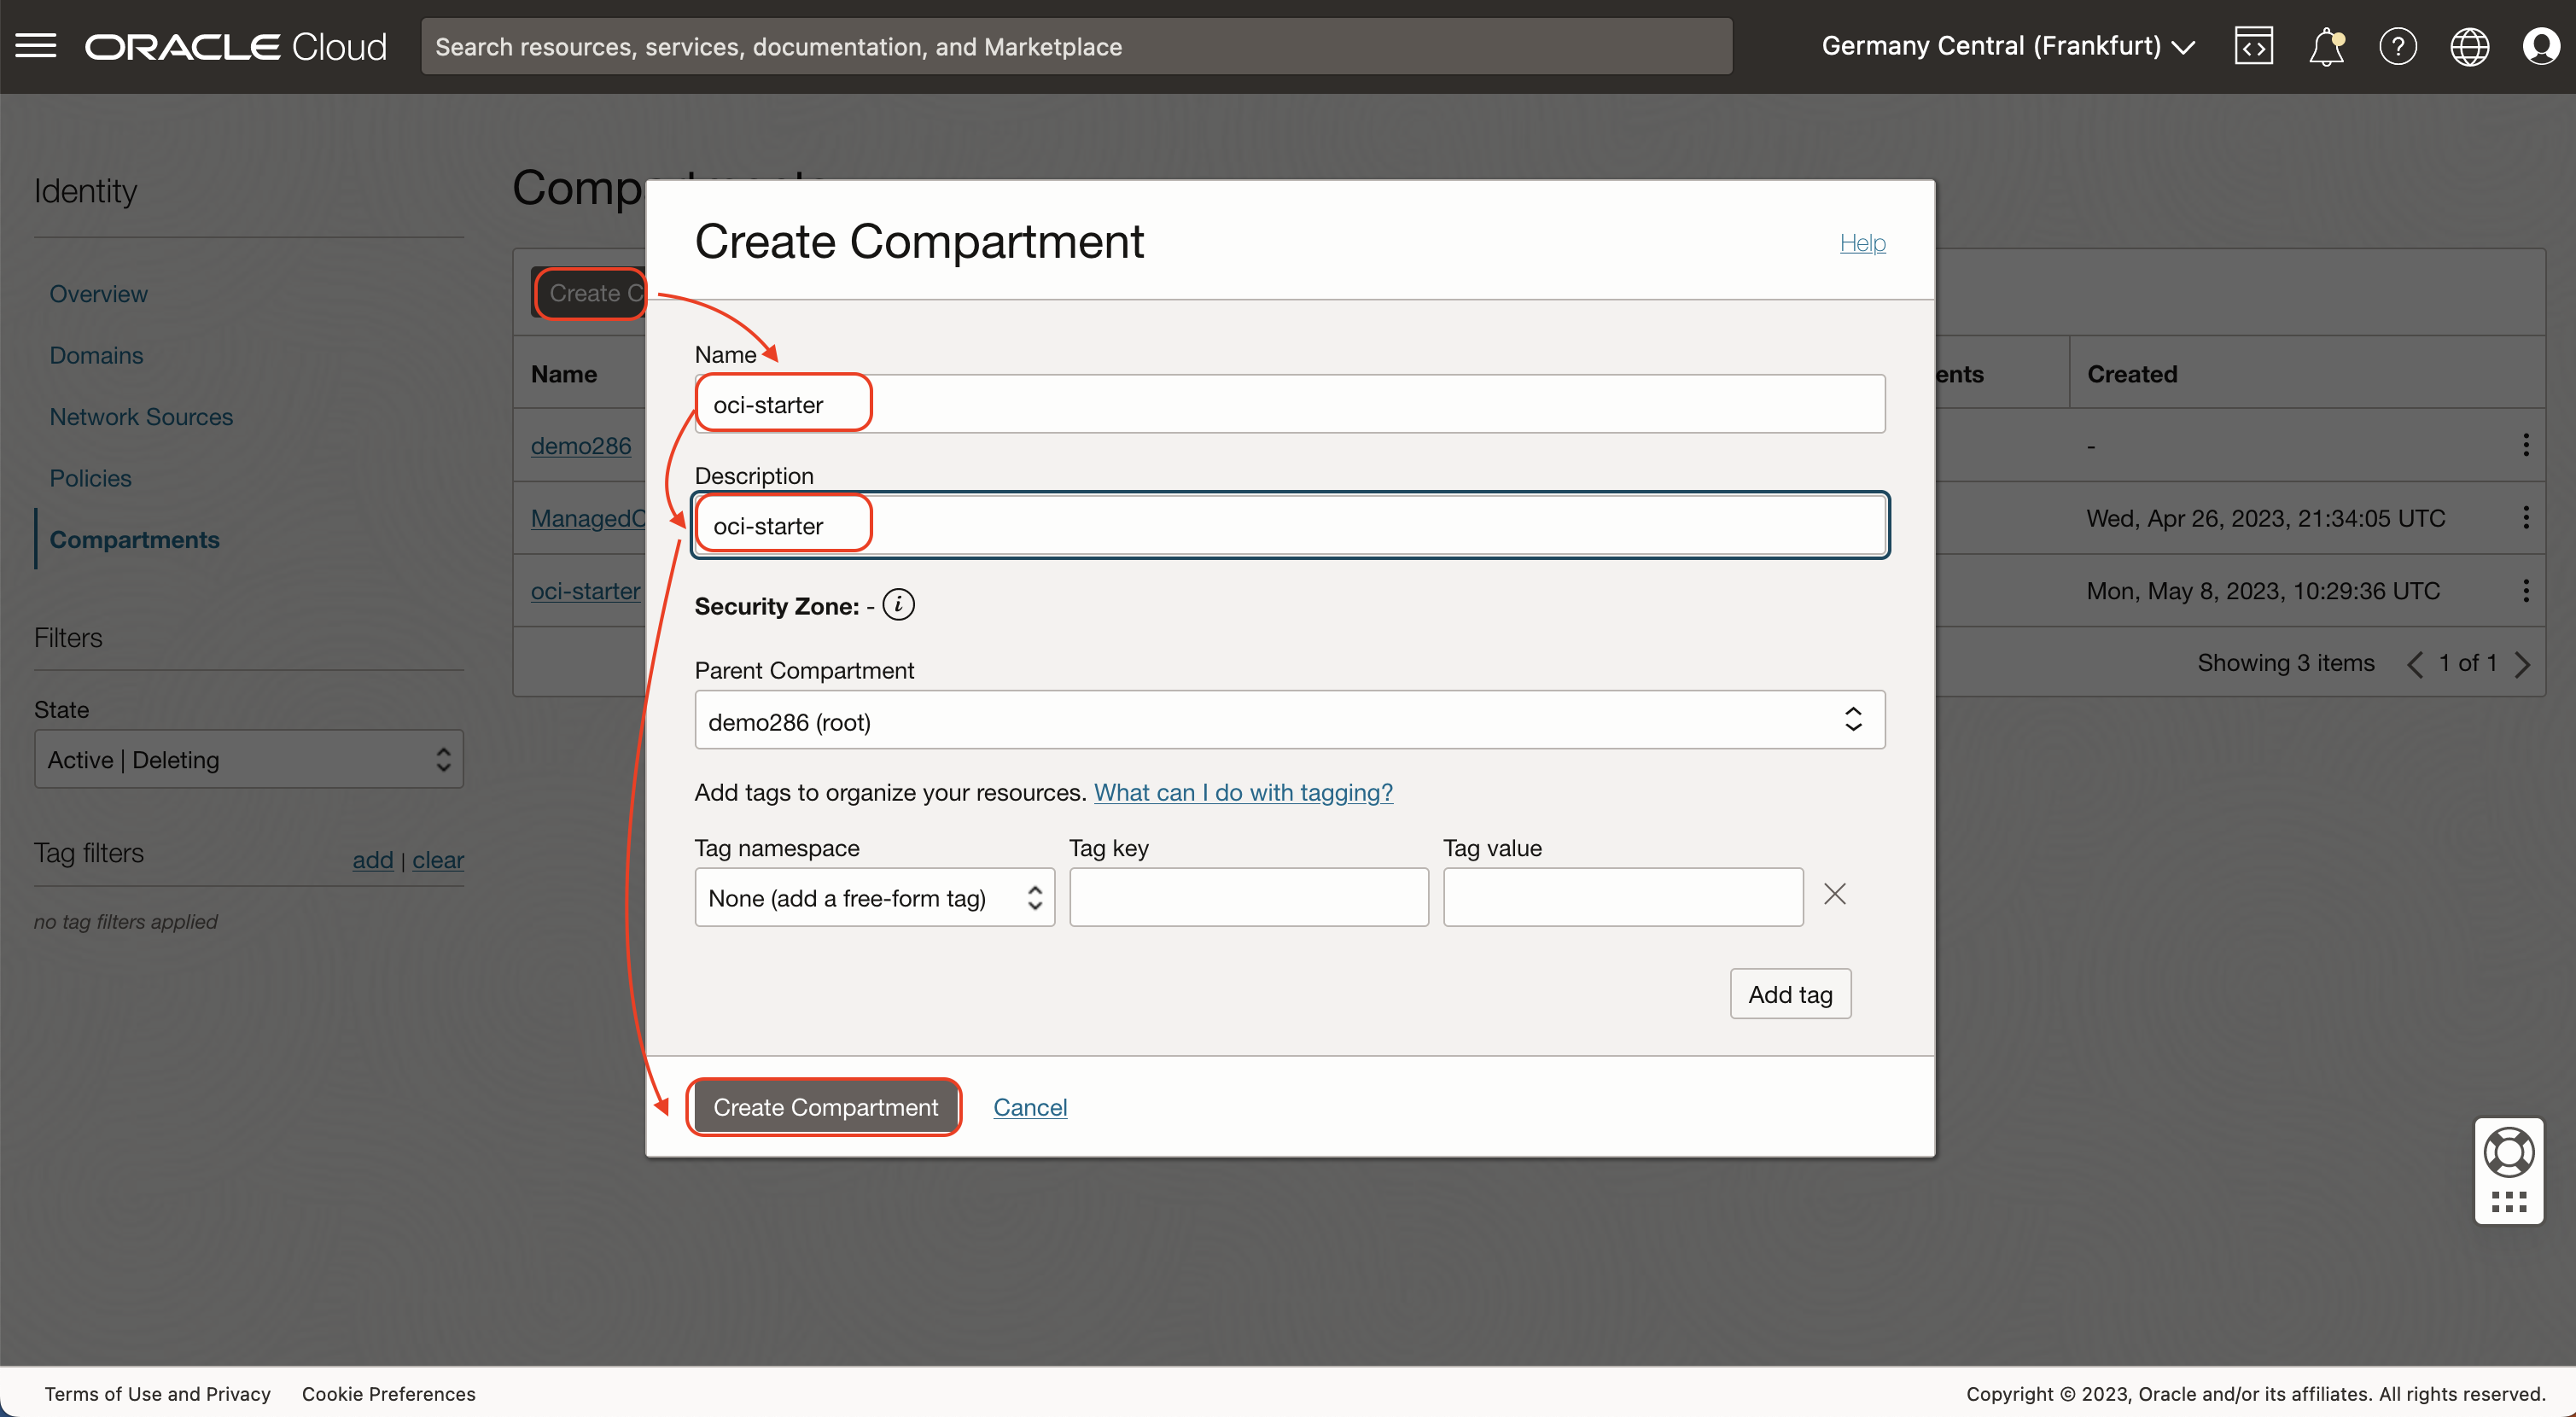 ORACLE Cloud
Search resources, services, documentation, and Marketplace
Germany Central (Frankfurt)
Identity
Overview
Domains
Network Sources
Policies
Compartments
Filters
State
Active | Deleting
Tag filters
add | clear
no tag filters applied
Create C
Name
Created
demo286
-
ManagedC
Wed, Apr 26, 2023, 21:34:05 UTC
oci-starter
Mon, May 8, 2023, 10:29:36 UTC
Showing 3 items
1 of 1
Create Compartment
Help
Name
oci-starter
Description
oci-starter
Security Zone: - i
Parent Compartment
demo286 (root)
Add tags to organize your resources. What can I do with tagging?
Tag namespace
Tag key
Tag value
None (add a free-form tag)
Add tag
Create Compartment
Cancel
Terms of Use and Privacy
Cookie Preferences
Copyright © 2023, Oracle and/or its affiliates. All rights reserved.